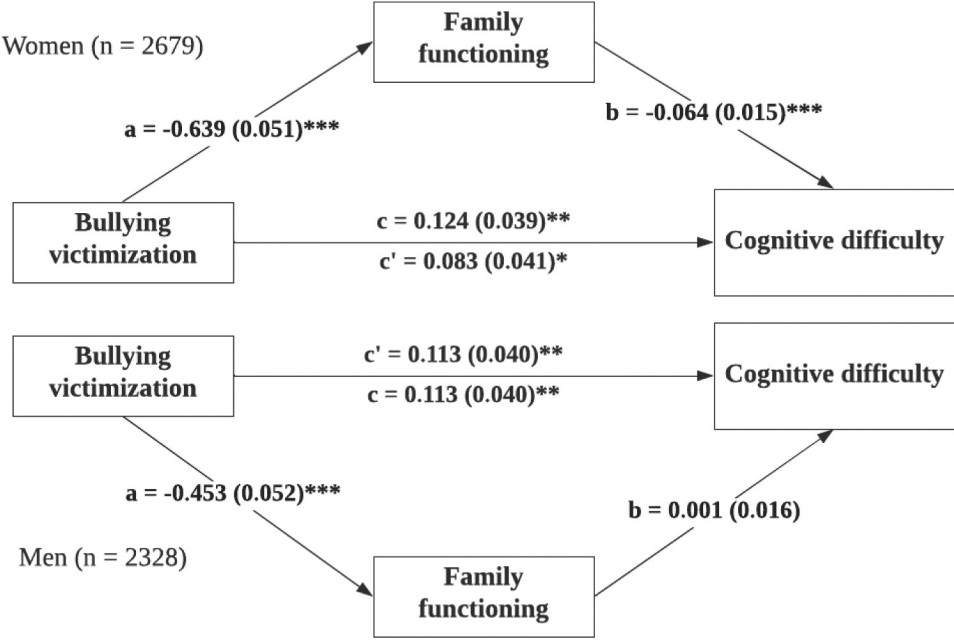 Women (n = 2679)
Family
functioning
a = -0.639 (0.051)***
b = -0.064 (0.015)***
Bullying
victimization
c = 0.124 (0.039)**
c' = 0.083 (0.041)*
Cognitive difficulty
Bullying
victimization
c' = 0.113 (0.040)**
c = 0.113 (0.040)**
Cognitive difficulty
a = -0.453 (0.052)***
b = 0.001 (0.016)
Men (n = 2328)
Family
functioning